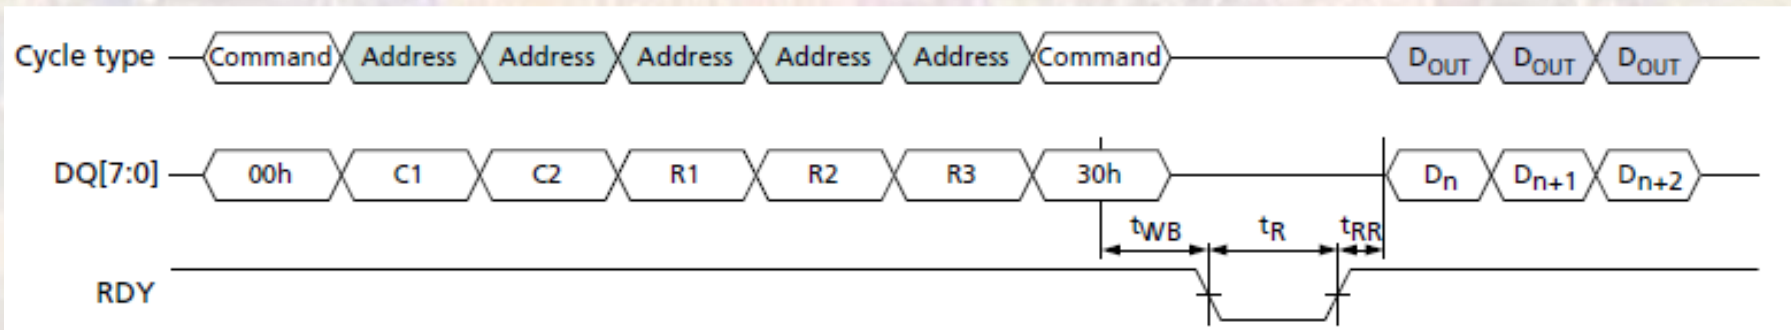 Cycle type Command Address Address Address Address Address Command DOUT DOUT DOUT
DQ[7:0] 00h C1 C2 R1 R2 R3 30h Dn Dn+1 Dn+2
tWB tR tRR
RDY